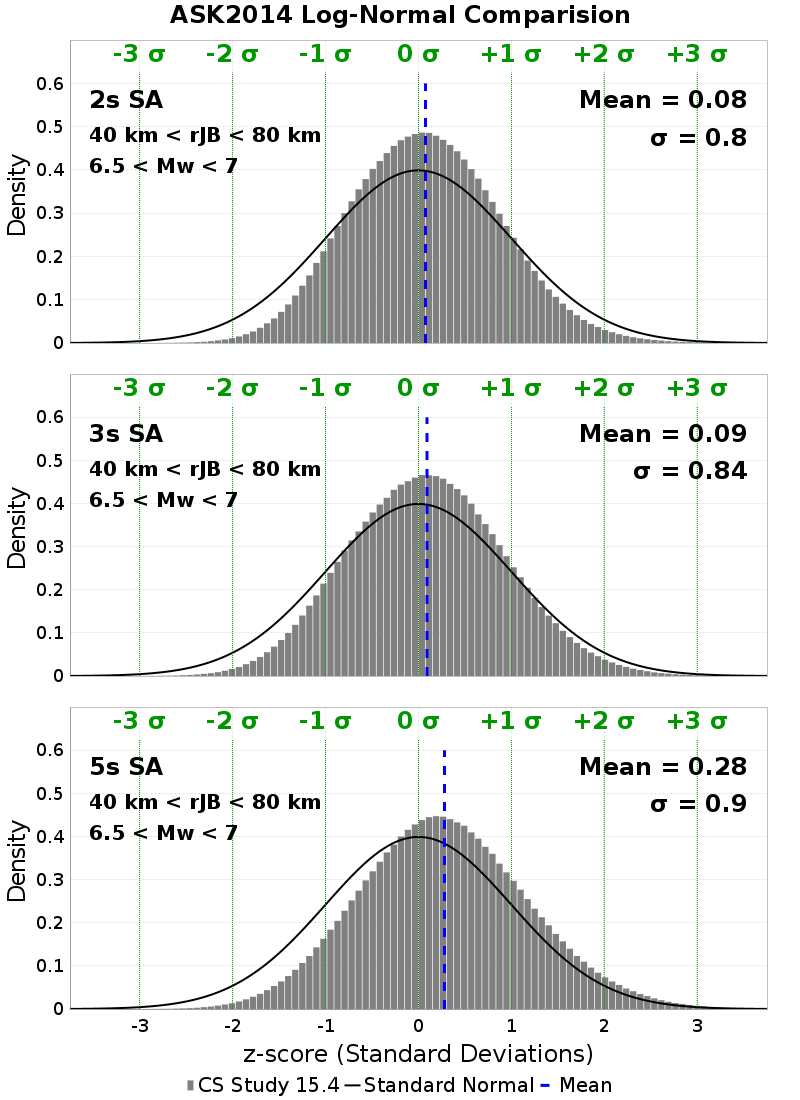 ASK2014 Log-Normal Comparision
-3 σ -2 σ -1 σ 0 σ +1 σ +2 σ +3 σ
2s SA
Mean = 0.08
40 km < rJB < 80 km
σ = 0.8
6.5 < Mw < 7
Density
0.6
0.5
0.4
0.3
0.2
0.1
0
-3 σ -2 σ -1 σ 0 σ +1 σ +2 σ +3 σ
3s SA
Mean = 0.09
40 km < rJB < 80 km
σ = 0.84
6.5 < Mw < 7
Density
0.6
0.5
0.4
0.3
0.2
0.1
0
-3 σ -2 σ -1 σ 0 σ +1 σ +2 σ +3 σ
5s SA
Mean = 0.28
40 km < rJB < 80 km
σ = 0.9
6.5 < Mw < 7
Density
0.6
0.5
0.4
0.3
0.2
0.1
0
-3 -2 -1 0 1 2 3
z-score (Standard Deviations)
CS Study 15.4 Standard Normal Mean